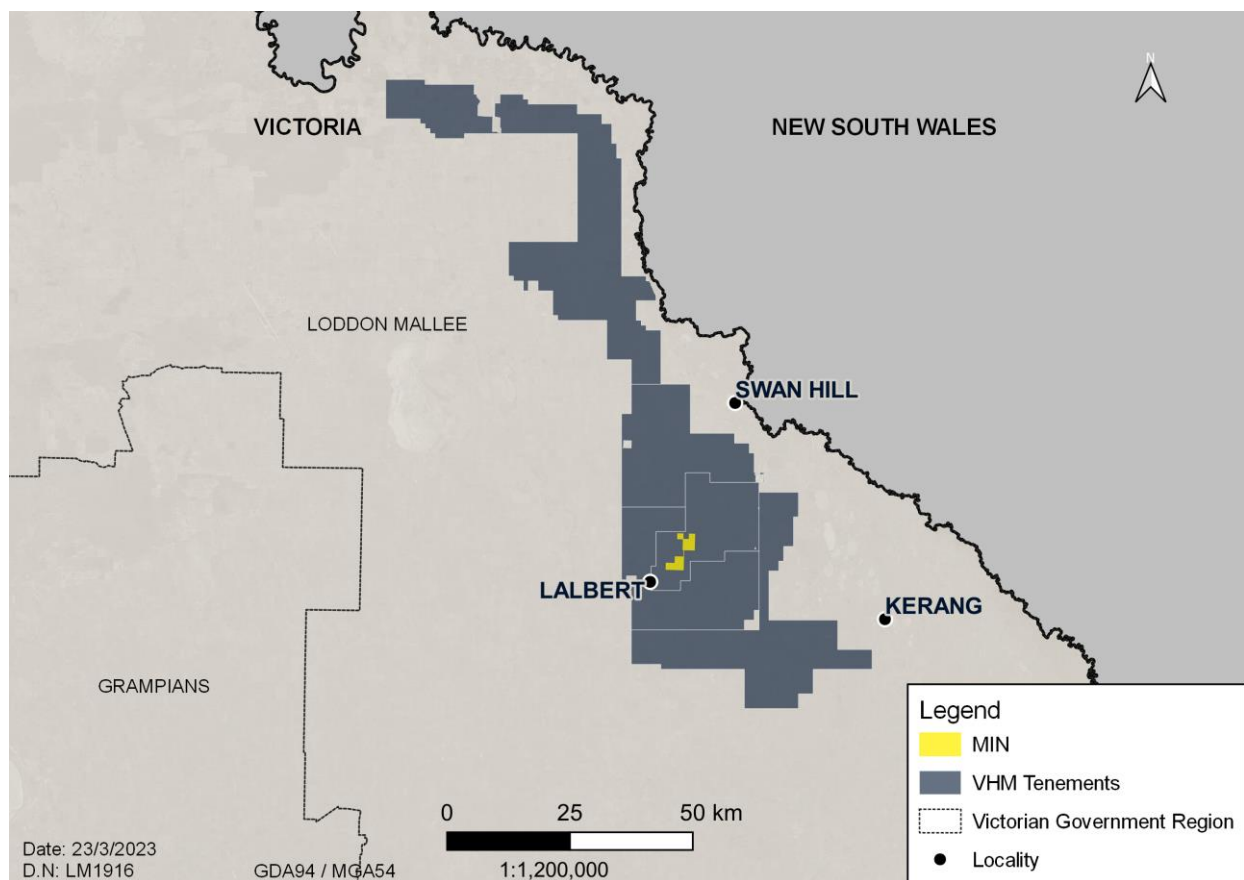 N
VICTORIA
NEW SOUTH WALES
LODDON MALLEE
SWAN HILL
LALBERT
KERANG
GRAMPIANS
Legend
MIN
VHM Tenements
Victorian Government Region
Locality
0 25 50 km
1:1,200,000
Date: 23/3/2023
D.N: LM1916
GDA94 / MGA54